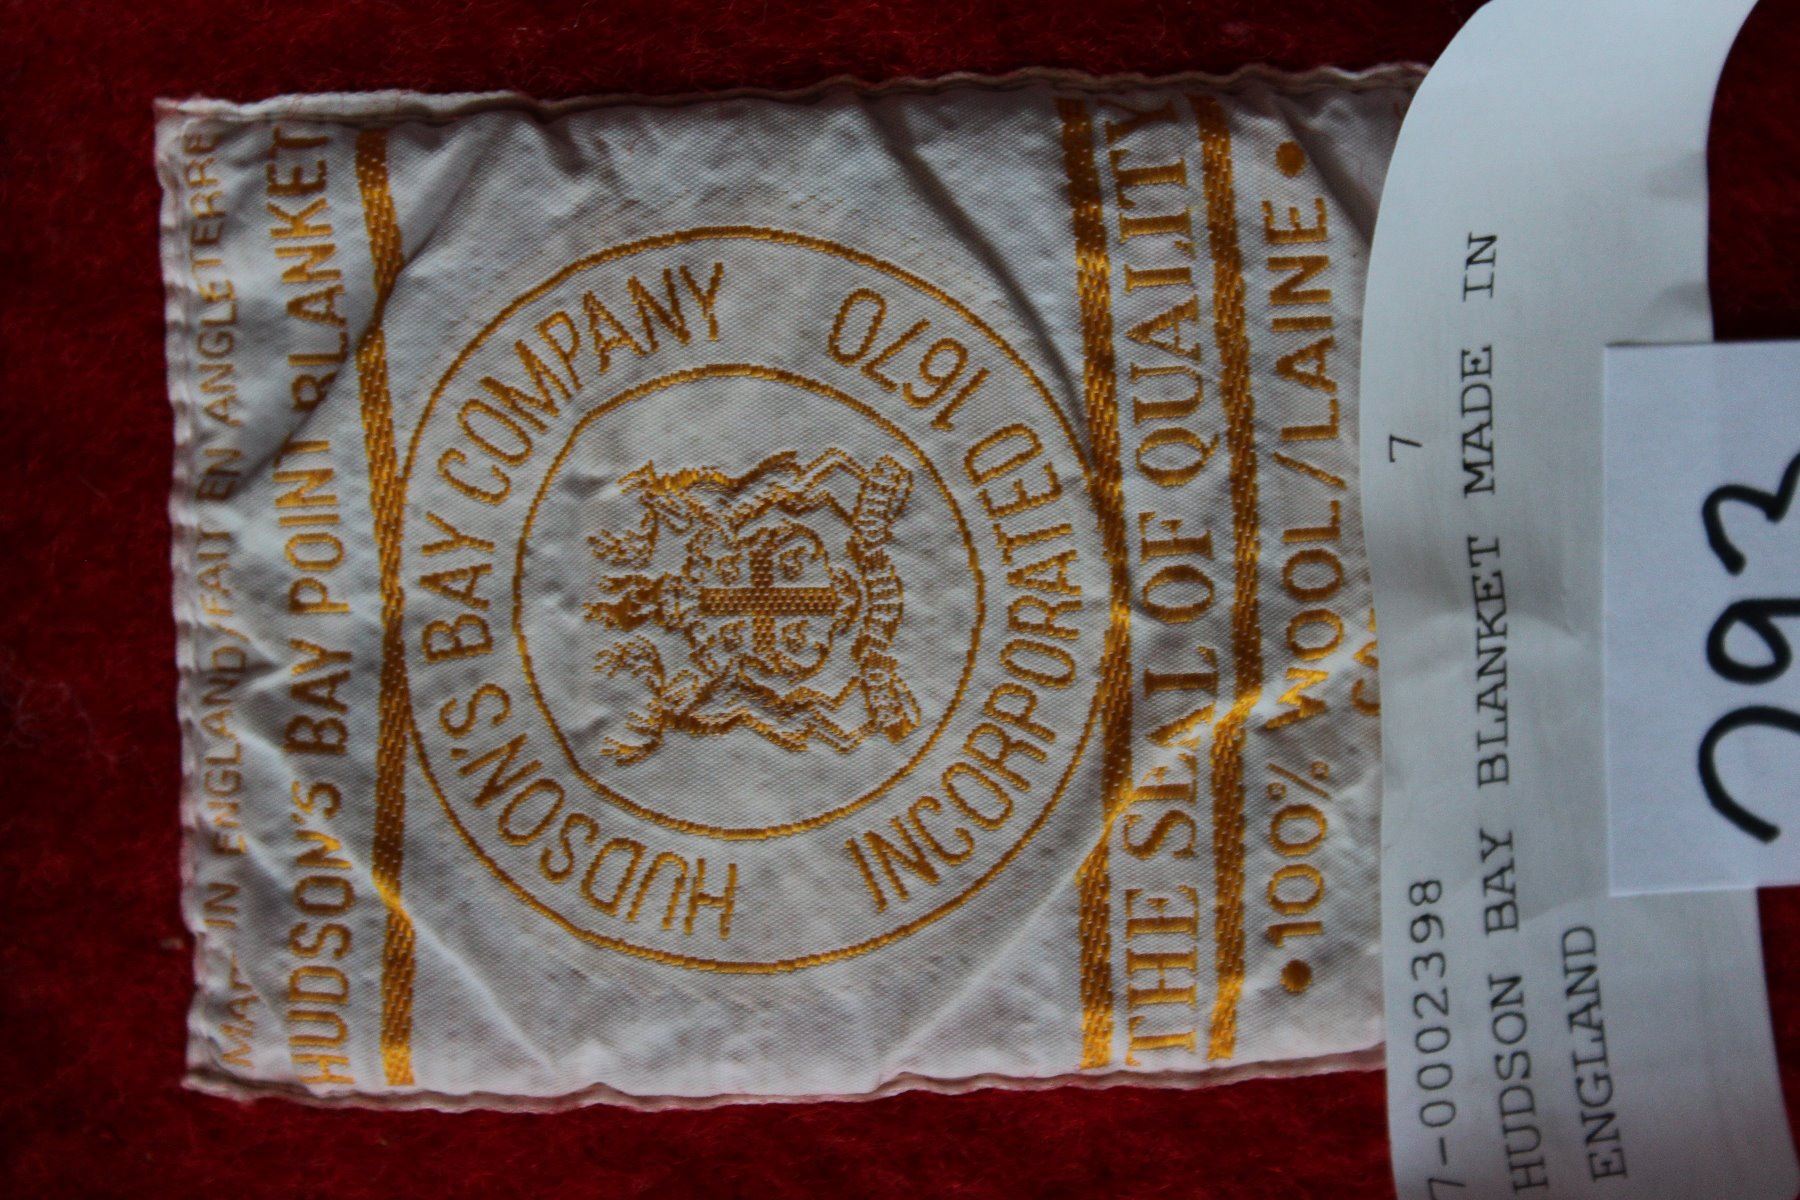 MADE IN ENGLAND/FAIT EN ANGLETERRE
HUDSON'S BAY POINT BLANKET
HUDSON'S BAY COMPANY
INCORPORATED 1670
THE SEAL OF QUALITY
• 100% WOOL/LAINE •
7-0002398 7
HUDSON BAY BLANKET MADE IN
ENGLAND
293